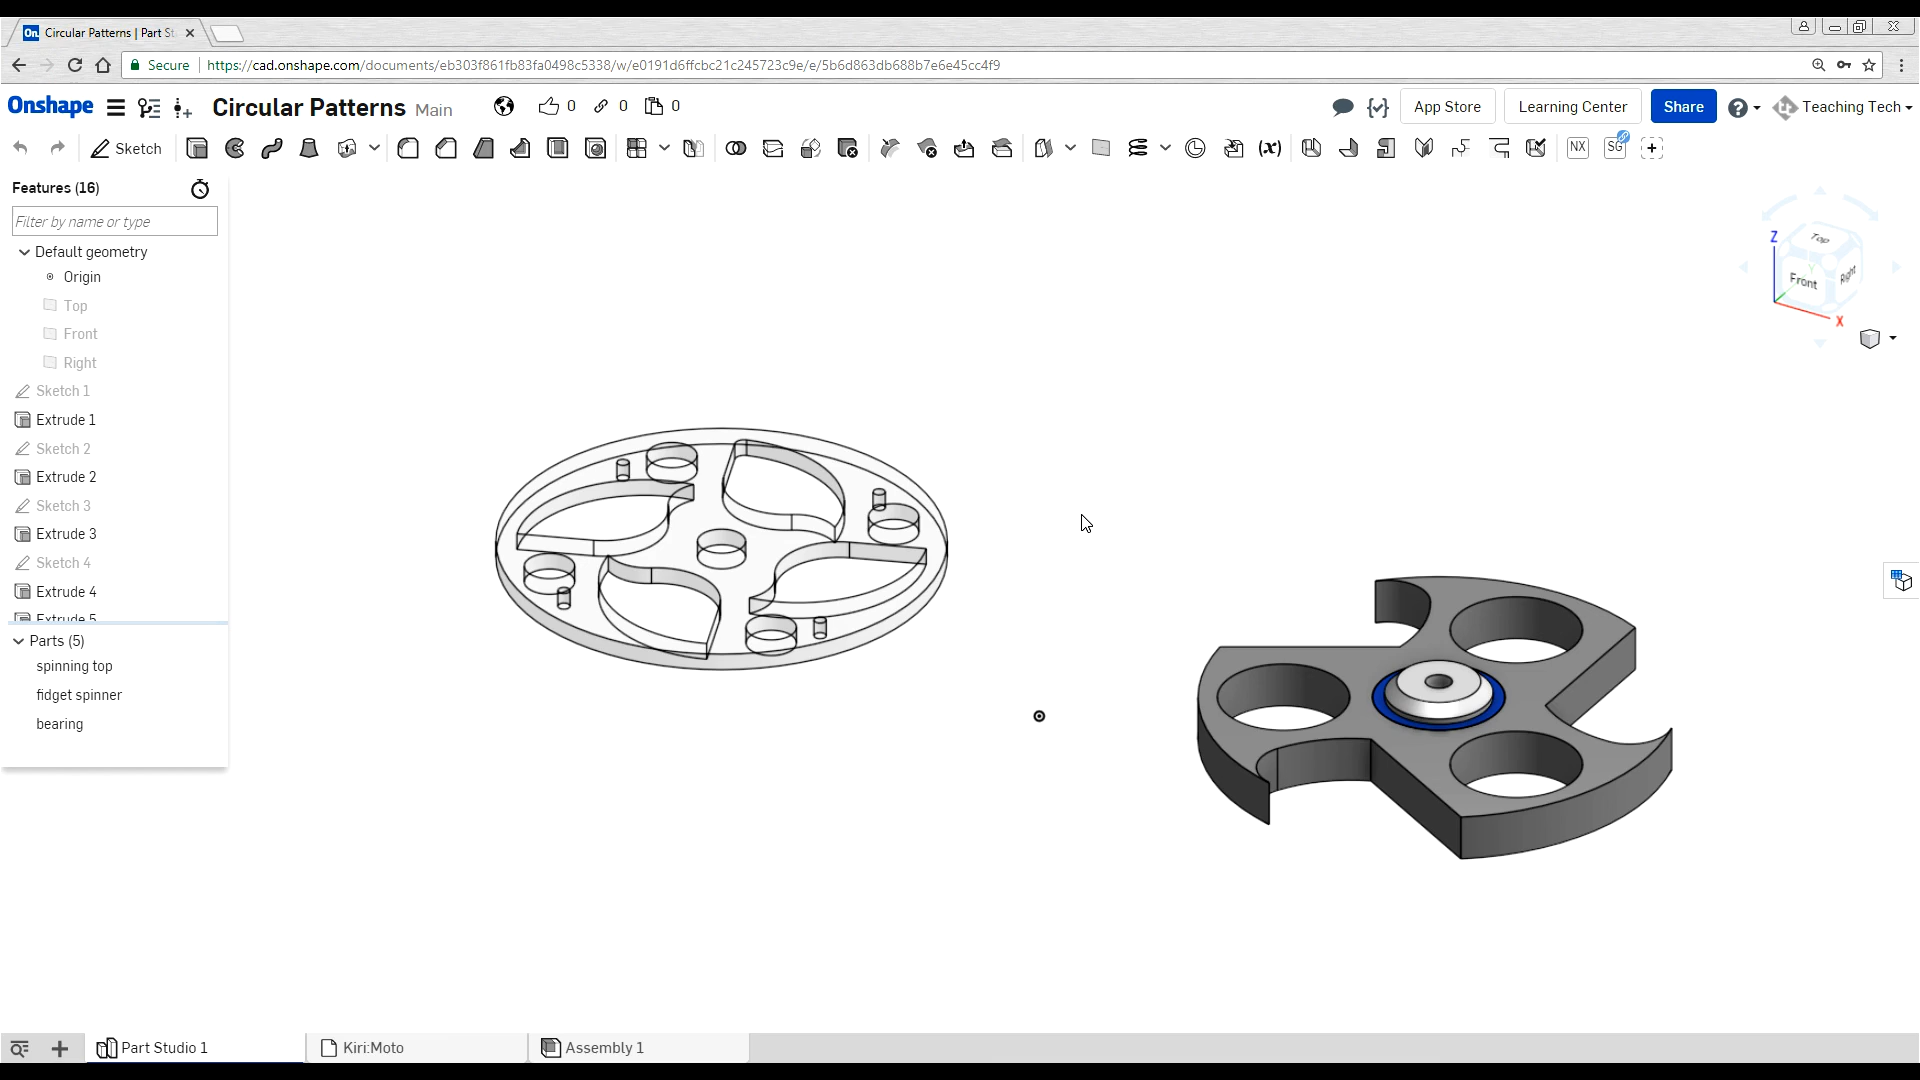 Circular Patterns | Part St
Secure https://cad.onshape.com/documents/eb303f861fb83fa0498c5338/w/e0191d6ffcbc21c245723c9e/e/5b6d863db688b7e6e45cc4f9
Onshape Circular Patterns Main 0 0 0 App Store Learning Center Share Teaching Tech
Sketch (x) NX SG
Features (16)
Filter by name or type
Default geometry
Origin
Top
Front
Right
Sketch 1
Extrude 1
Sketch 2
Extrude 2
Sketch 3
Extrude 3
Sketch 4
Extrude 4
Extrude 5
Parts (5)
spinning top
fidget spinner
bearing
Z
Top
Y
Front
Right
X
Part Studio 1 Kiri:Moto Assembly 1